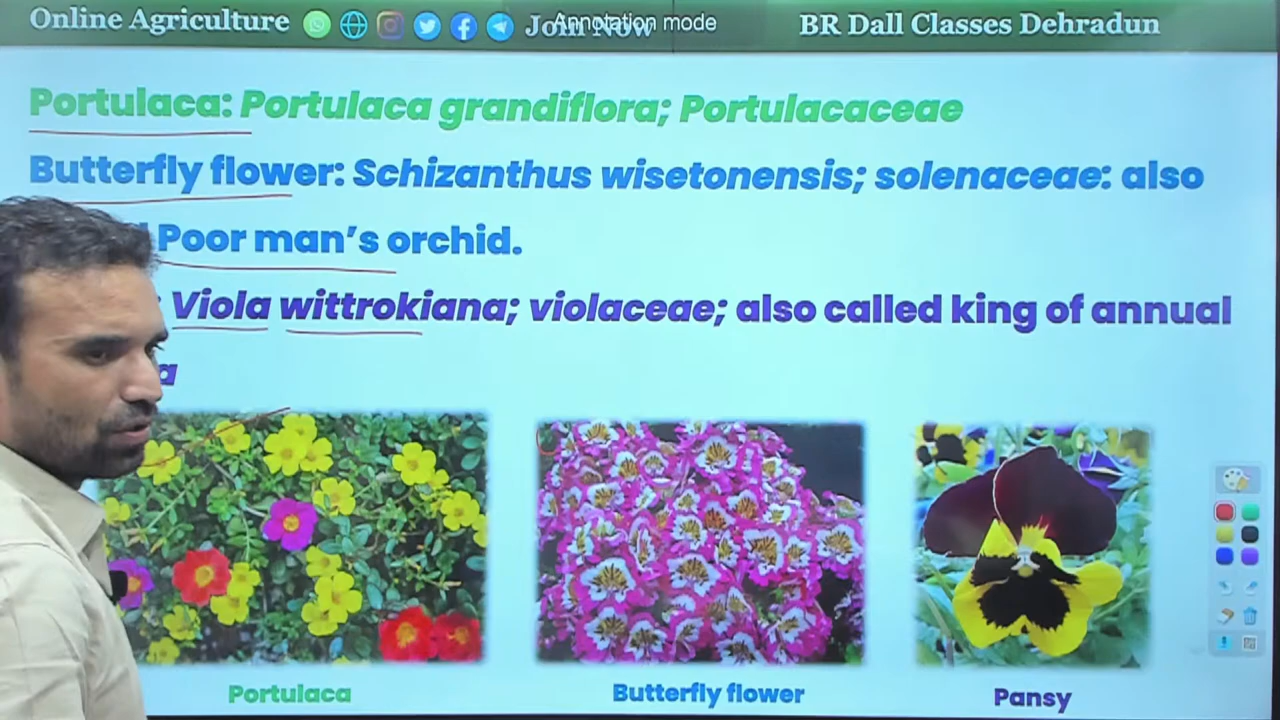 Online Agriculture Join Now Annotation mode BR Dall Classes Dehradun
Portulaca: Portulaca grandiflora; Portulacaceae
Butterfly flower: Schizanthus wisetonensis; solenaceae: also
Poor man's orchid.
Viola wittrokiana; violaceae; also called king of annual
Portulaca
Butterfly flower
Pansy